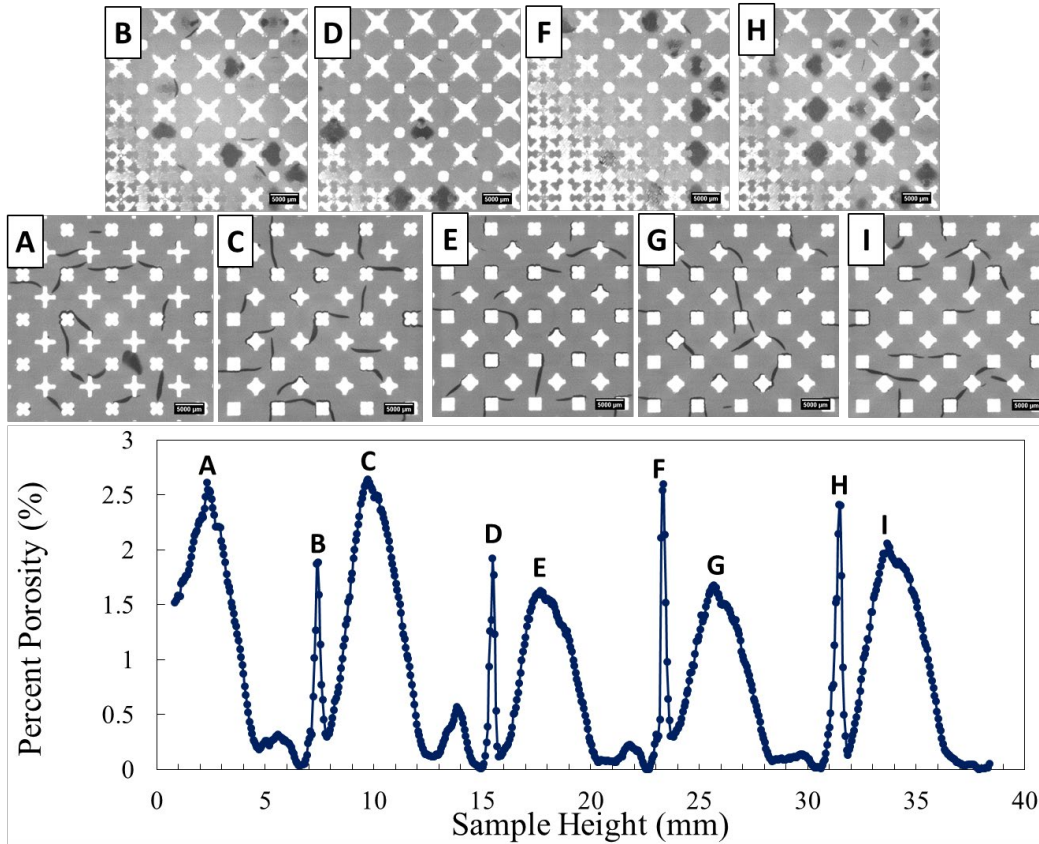 B D F H
5000 µm 5000 µm 5000 µm 5000 µm
A C E G I
5000 µm 5000 µm 5000 µm 5000 µm 5000 µm
Percent Porosity (%)
3
2.5
2
1.5
1
0.5
0
A
B
C
D
E
F
G
H
I
0 5 10 15 20 25 30 35 40
Sample Height (mm)